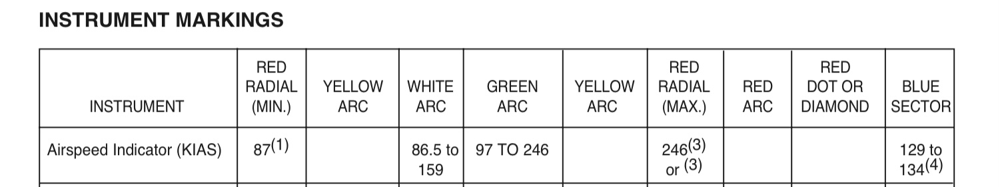 INSTRUMENT MARKINGS
INSTRUMENT
RED
RADIAL
(MIN.)
YELLOW
ARC
WHITE
ARC
GREEN
ARC
YELLOW
ARC
RED
RADIAL
(MAX.)
RED
ARC
RED
DOT OR
DIAMOND
BLUE
SECTOR
Airspeed Indicator (KIAS)
87(1)
86.5 to
159
97 TO 246
246(3)
or (3)
129 to
134(4)